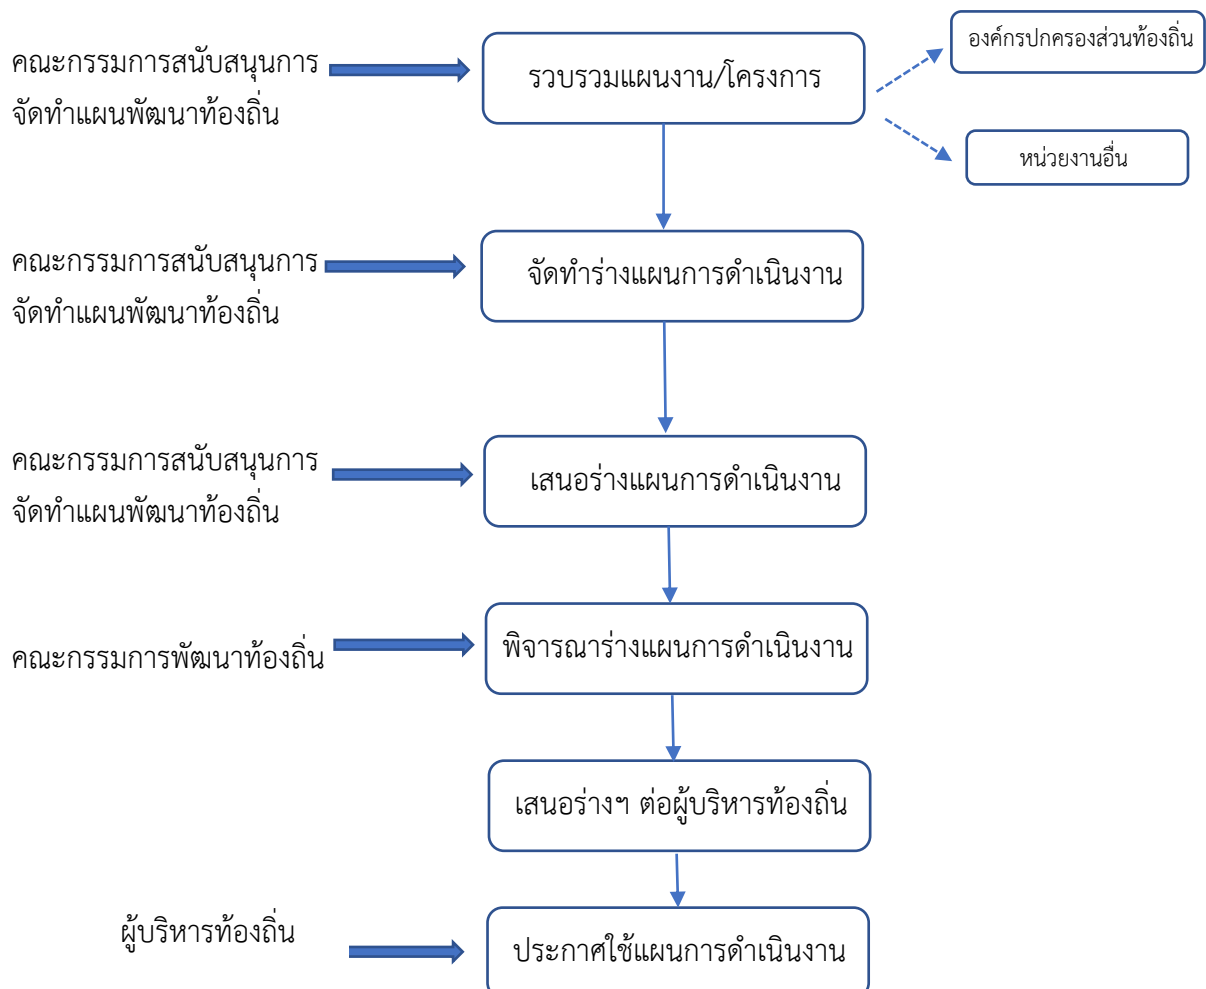 องค์กรปกครองส่วนท้องถิ่น
คณะกรรมการสนับสนุนการ
จัดทำแผนพัฒนาท้องถิ่น
รวบรวมแผนงาน/โครงการ
หน่วยงานอื่น
คณะกรรมการสนับสนุนการ
จัดทำแผนพัฒนาท้องถิ่น
จัดทำร่างแผนการดำเนินงาน
คณะกรรมการสนับสนุนการ
จัดทำแผนพัฒนาท้องถิ่น
เสนอร่างแผนการดำเนินงาน
คณะกรรมการพัฒนาท้องถิ่น
พิจารณาร่างแผนการดำเนินงาน
เสนอร่างฯ ต่อผู้บริหารท้องถิ่น
ผู้บริหารท้องถิ่น
ประกาศใช้แผนการดำเนินงาน